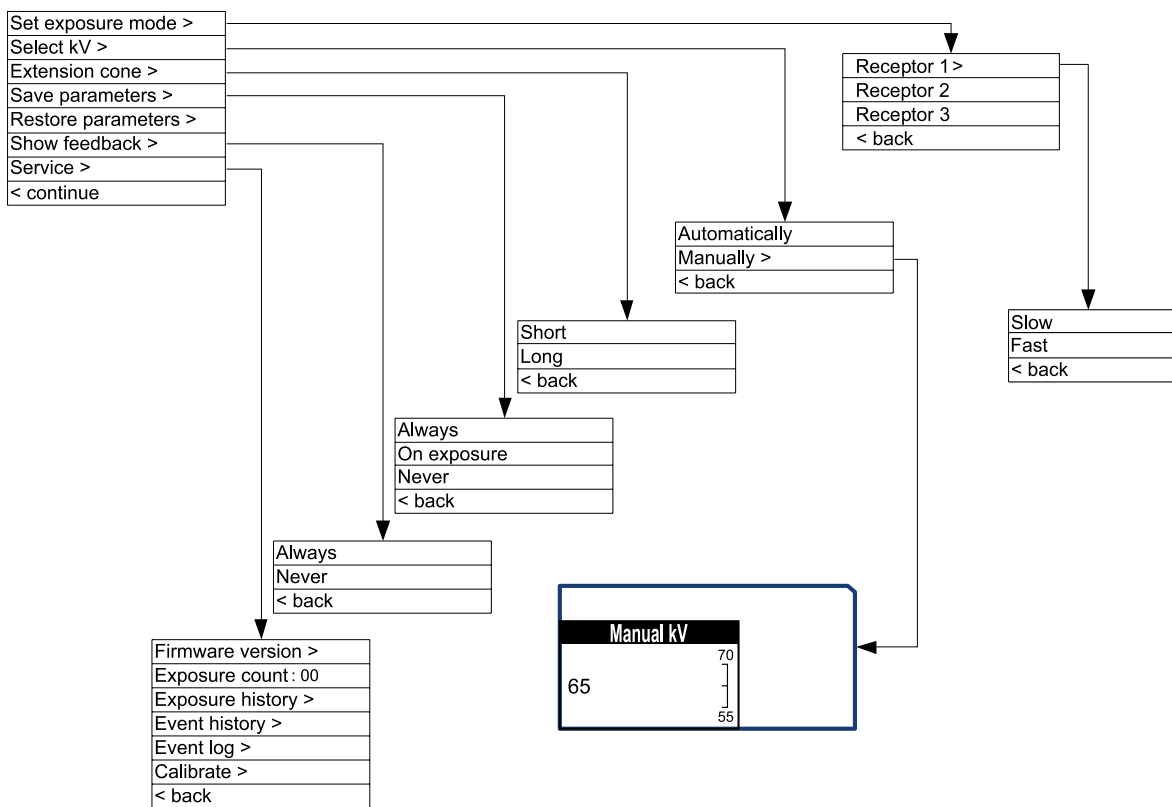 Set exposure mode >
Select kV >
Extension cone >
Save parameters >
Restore parameters >
Show feedback >
Service >
< continue
Receptor 1 >
Receptor 2
Receptor 3
< back
Automatically
Manually >
< back
Slow
Fast
< back
Short
Long
< back
Always
On exposure
Never
< back
Always
Never
< back
Manual kV
70
65
55
Firmware version >
Exposure count : 00
Exposure history >
Event history >
Event log >
Calibrate >
< back